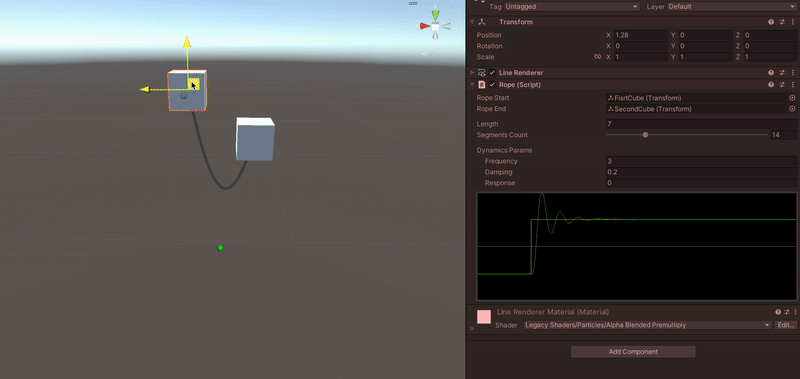 Tag Untagged Layer Default
Transform
Position X 1.28 Y 0 Z 0
Rotation X 0 Y 0 Z 0
Scale X 1 Y 1 Z 1
Line Renderer
Rope (Script)
Rope Start FisrtCube (Transform)
Rope End SecondCube (Transform)
Length 7
Segments Count 14
Dynamics Params
Frequency 3
Damping 0.2
Response 0
Line Renderer Material (Material)
Shader Legacy Shaders/Particles/Alpha Blended Premultiply Edit...
Add Component